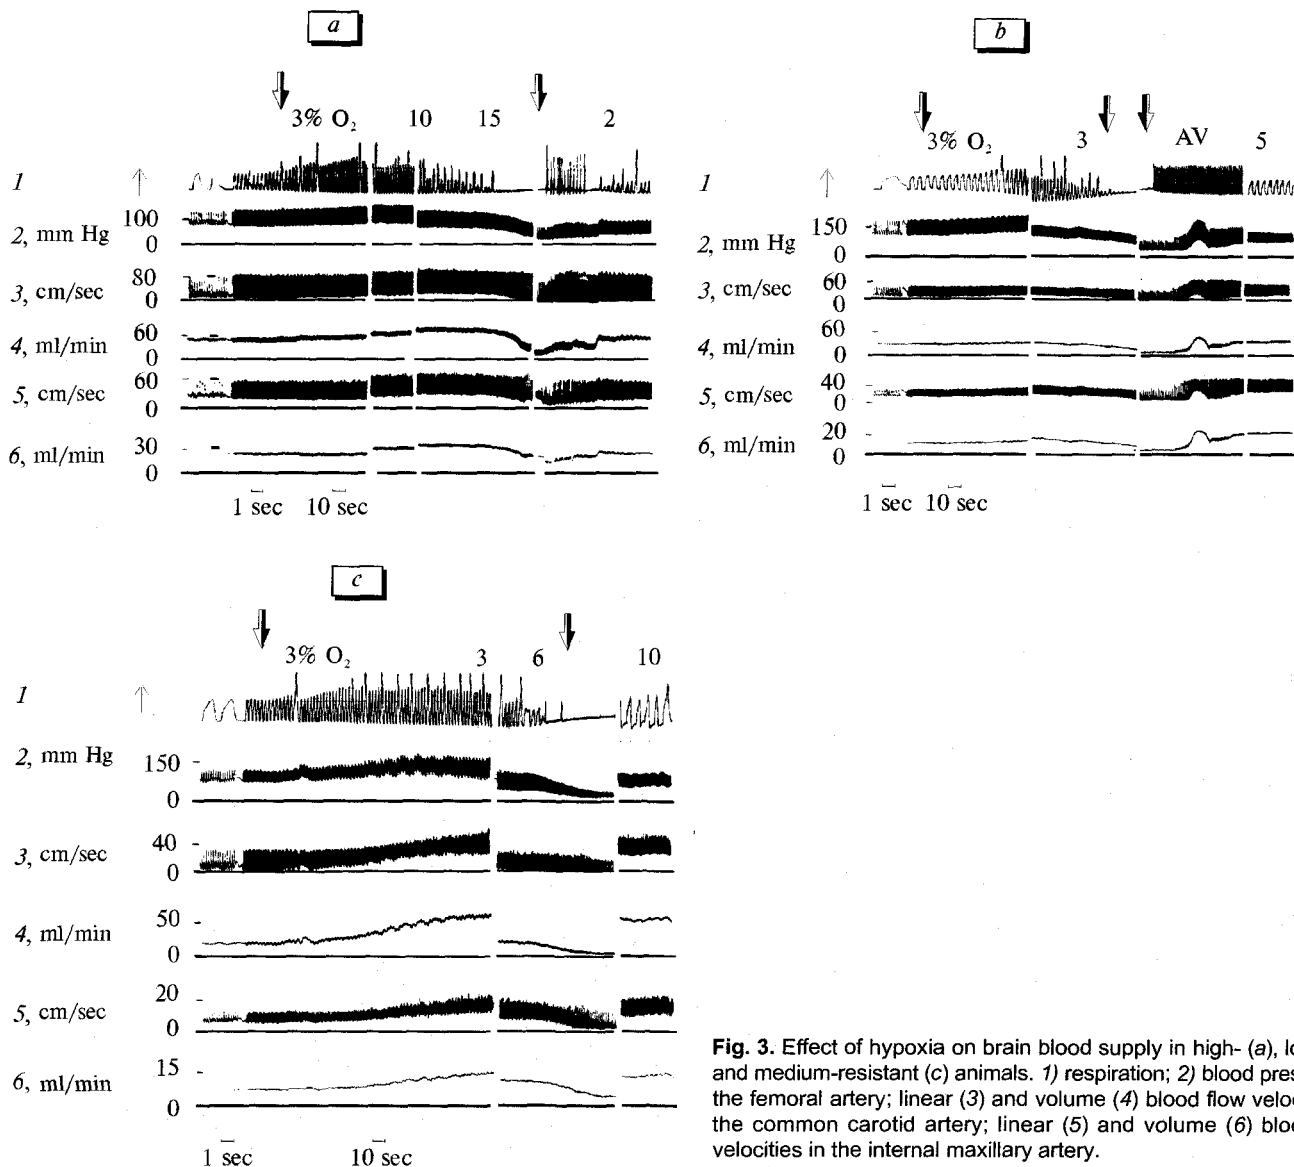 a
3% O2 10 15 2
1
2, mm Hg 100
0
3, cm/sec 80
0
4, ml/min 60
0
5, cm/sec 60
0
6, ml/min 30
0
1 sec 10 sec
b
3% O2 3 AV 5
1
2, mm Hg 150
0
3, cm/sec 60
0
4, ml/min 60
0
5, cm/sec 40
0
6, ml/min 20
0
1 sec 10 sec
c
3% O2 3 6 10
1
2, mm Hg 150
0
3, cm/sec 40
0
4, ml/min 50
0
5, cm/sec 20
0
6, ml/min 15
0
1 sec 10 sec
Fig. 3. Effect of hypoxia on brain blood supply in high- (a),
and medium-resistant (c) animals. 1) respiration; 2) blood
the femoral artery; linear (3) and volume (4) blood flow
the common carotid artery; linear (5) and volume (6)
velocities in the internal maxillary artery.